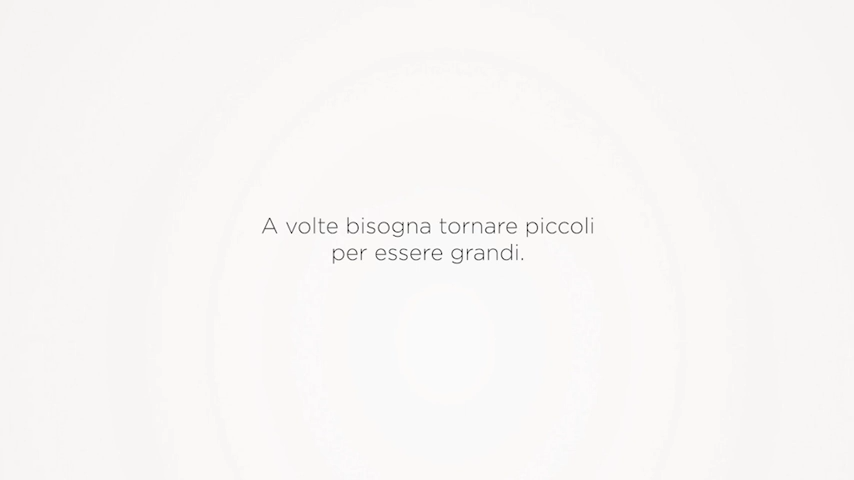 A volte bisogna tornare piccoli
per essere grandi.